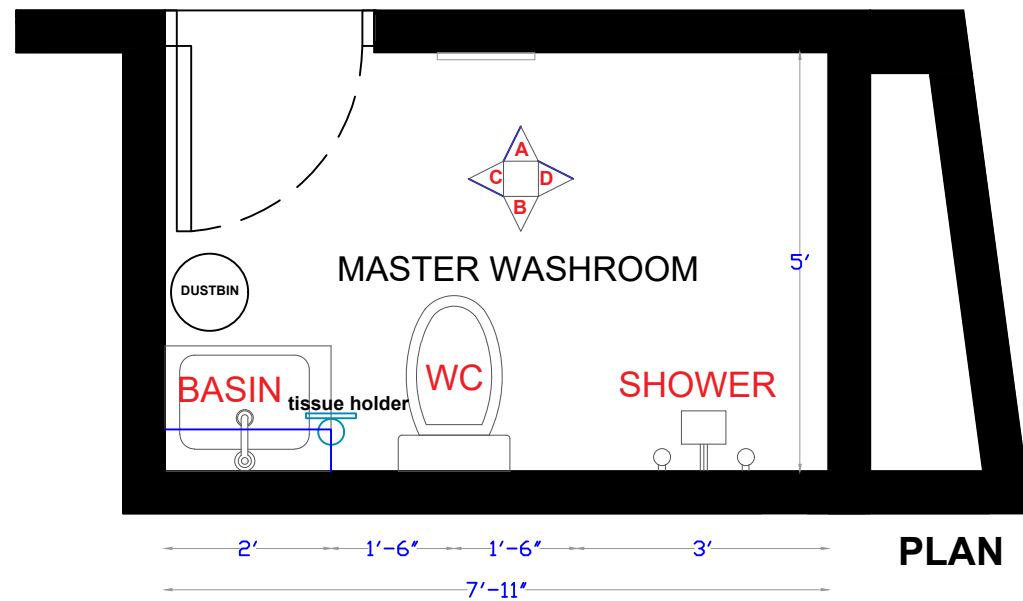 A
C
D
B
5'
MASTER WASHROOM
DUSTBIN
WC
BASIN
SHOWER
tissue holder
2'
1'-6"
1'-6"
3'
PLAN
7'-11"